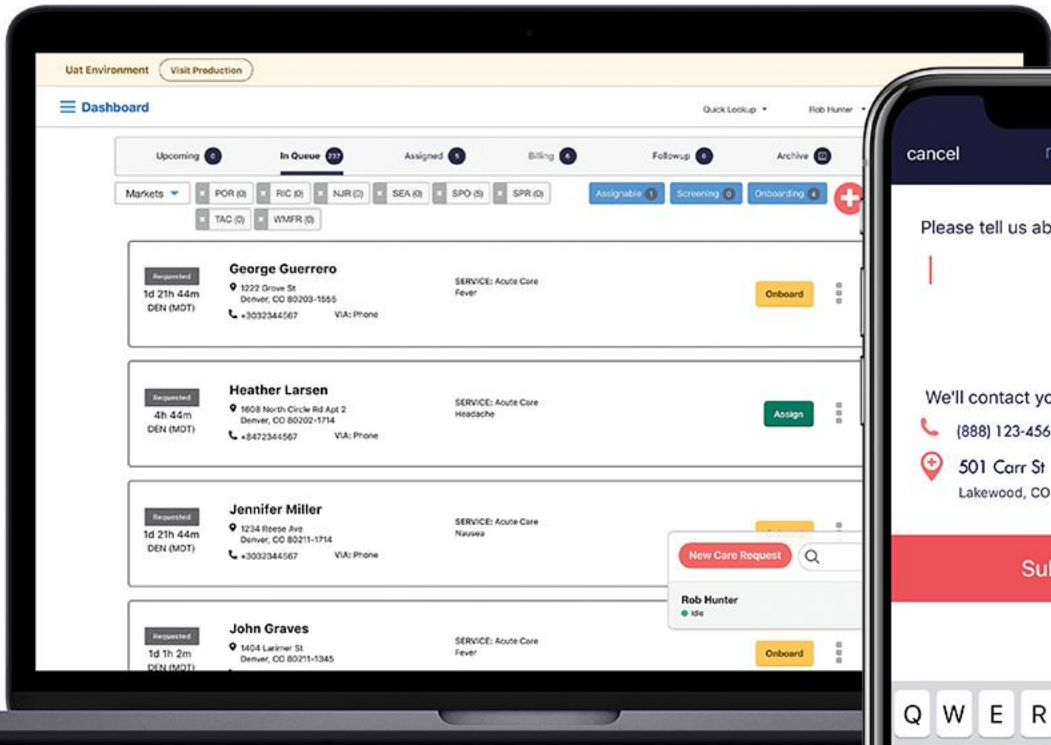 Uat Environment Visit Production
Dashboard Quick Lookup Rob Hunter
Upcoming 0 In Queue 237 Assigned 5 Billing 6 Followup 0 Archive
Markets × POR (0) × RIC (0) × NJR (0) × SEA (0) × SPO (5) × SPR (0) Assignable 1 Screening 0 Onboarding 4
× TAC (0) × WMFR (0)
Requested
1d 21h 44m
DEN (MDT)
George Guerrero
1222 Grove St
Denver, CO 80203-1555
+3032344567 VIA: Phone
SERVICE: Acute Care
Fever
Onboard
Requested
4h 44m
DEN (MDT)
Heather Larsen
1608 North Circle Rd Apt 2
Denver, CO 80202-1714
+8472344567 VIA: Phone
SERVICE: Acute Care
Headache
Assign
Requested
1d 21h 44m
DEN (MDT)
Jennifer Miller
1234 Reese Ave
Denver, CO 80211-1714
+3032344567 VIA: Phone
SERVICE: Acute Care
Nausea
New Care Request
Rob Hunter
Idle
Requested
1d 1h 2m
DEN (MDT)
John Graves
1404 Larimer St
Denver, CO 80211-1345
SERVICE: Acute Care
Fever
Onboard
cancel
Please tell us ab
We'll contact yo
(888) 123-456
501 Carr St
Lakewood, CO
Sul
Q W E R